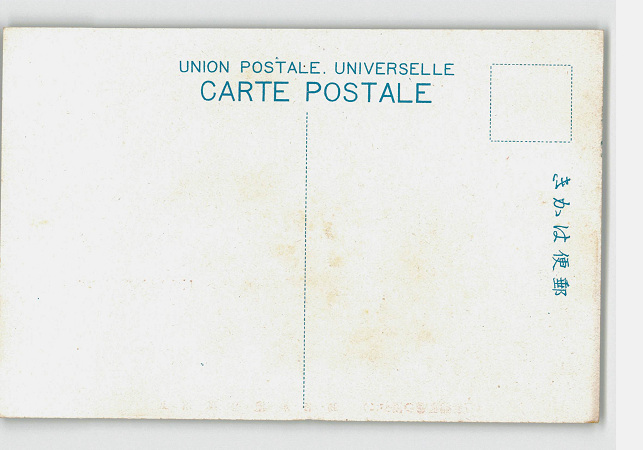 UNION POSTALE. UNIVERSELLE
CARTE POSTALE
きかは便郵